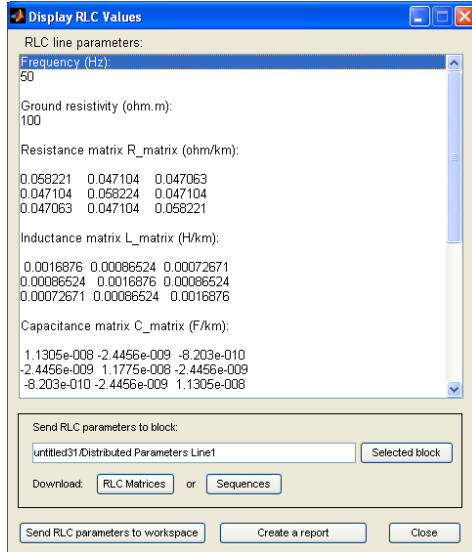 Display RLC Values
RLC line parameters:
Frequency (Hz):
50
Ground resistivity (ohm.m):
100
Resistance matrix R_matrix (ohm/km):
0.058221 0.047104 0.047063
0.047104 0.058224 0.047104
0.047063 0.047104 0.058221
Inductance matrix L_matrix (H/km):
0.0016876 0.00086524 0.00072671
0.00086524 0.0016876 0.00086524
0.00072671 0.00086524 0.0016876
Capacitance matrix C_matrix (F/km):
1.1305e-008 -2.4456e-009 -8.203e-010
-2.4456e-009 1.1775e-008 -2.4456e-009
-8.203e-010 -2.4456e-009 1.1305e-008
Send RLC parameters to block:
untitled31/Distributed Parameters Line1 Selected block
Download: RLC Matrices or Sequences
Send RLC parameters to workspace Create a report Close